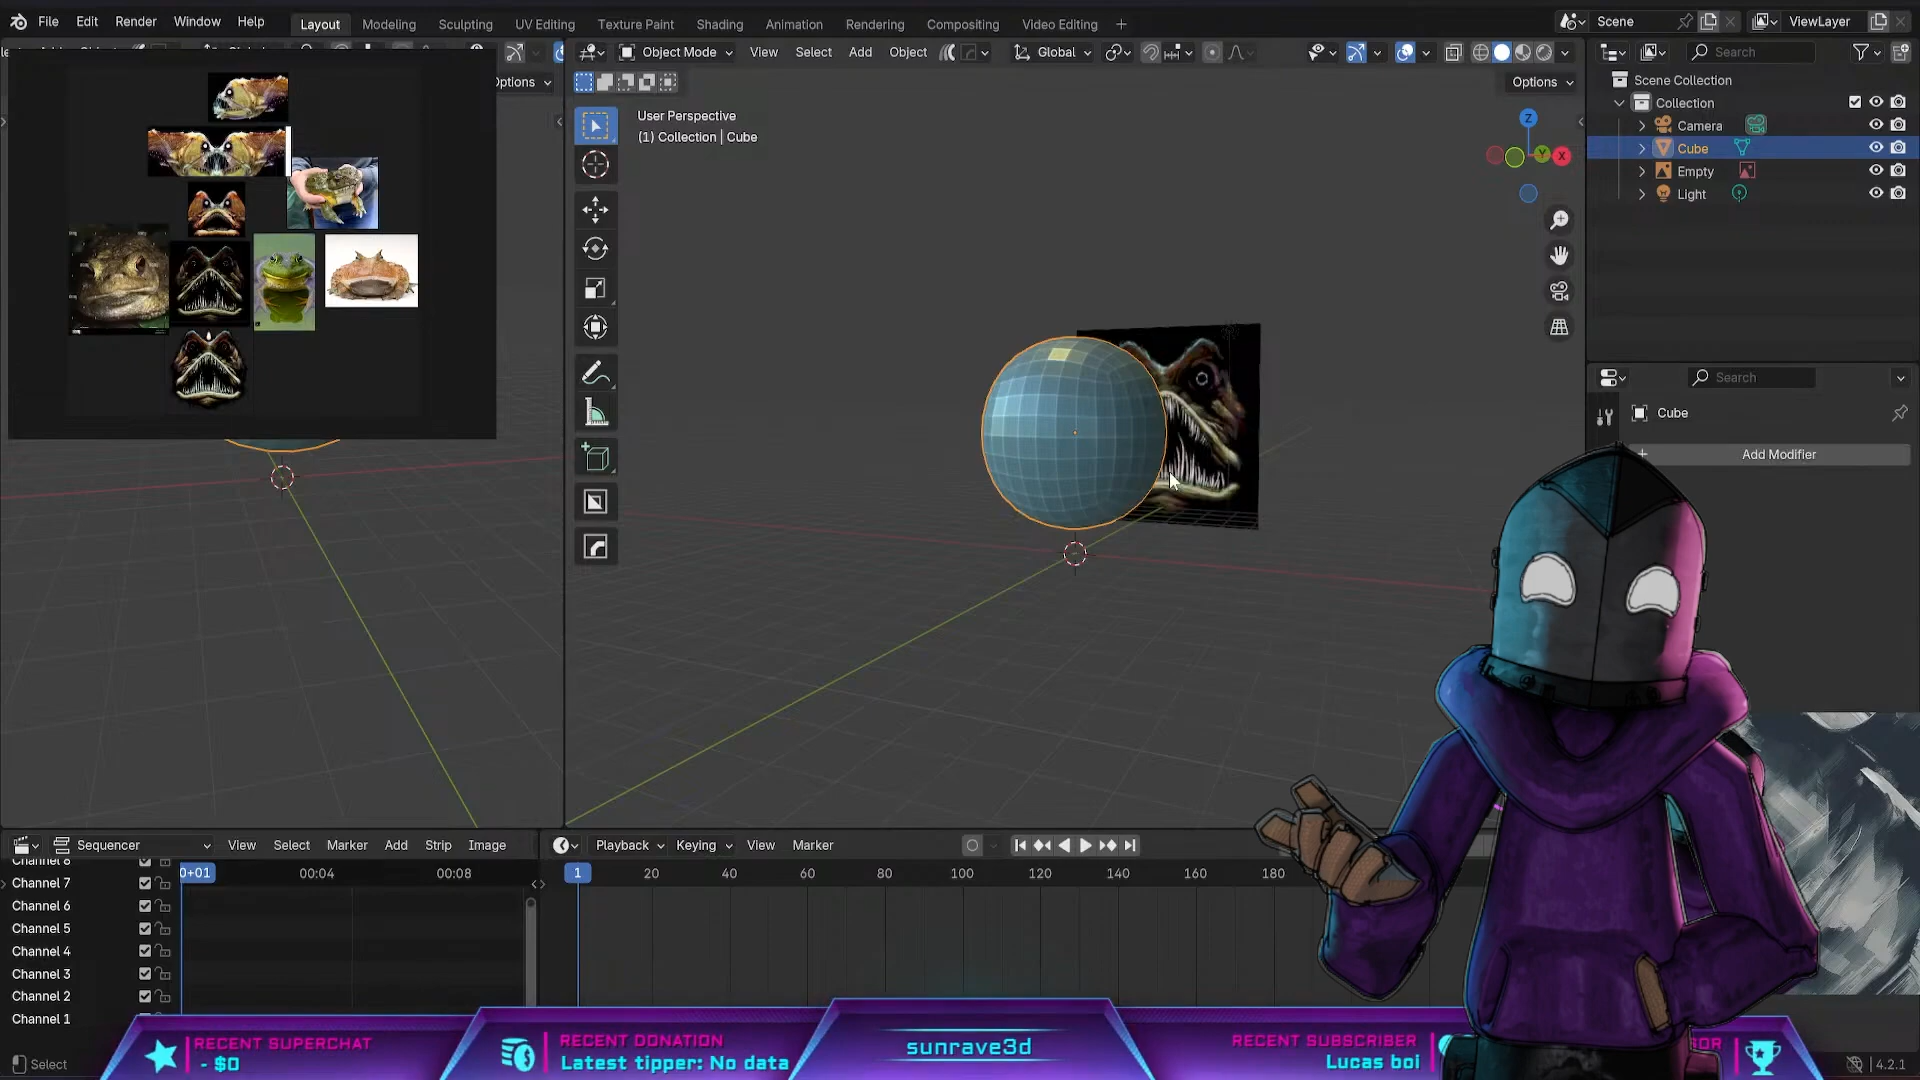 File Edit Render Window Help Layout Modeling Sculpting UV Editing Texture Paint Shading Animation Rendering Compositing Video Editing + Scene ViewLayer
Options
Object Mode View Select Add Object Global
Search
Options
Scene Collection
Collection
Camera
Cube
Empty
Light
User Perspective
(1) Collection | Cube
Z
Y
X
Search
Cube
+ Add Modifier
Sequencer View Select Marker Add Strip Image
Playback Keying View Marker
0+01 00:04 00:08
1 20 40 60 80 100 120 140 160 180
Channel 8
Channel 7
Channel 6
Channel 5
Channel 4
Channel 3
Channel 2
Channel 1
Select
RECENT SUPERCHAT
- $0
RECENT DONATION
Latest tipper: No data
sunrave3d
RECENT SUBSCRIBER
Lucas boi
4.2.1